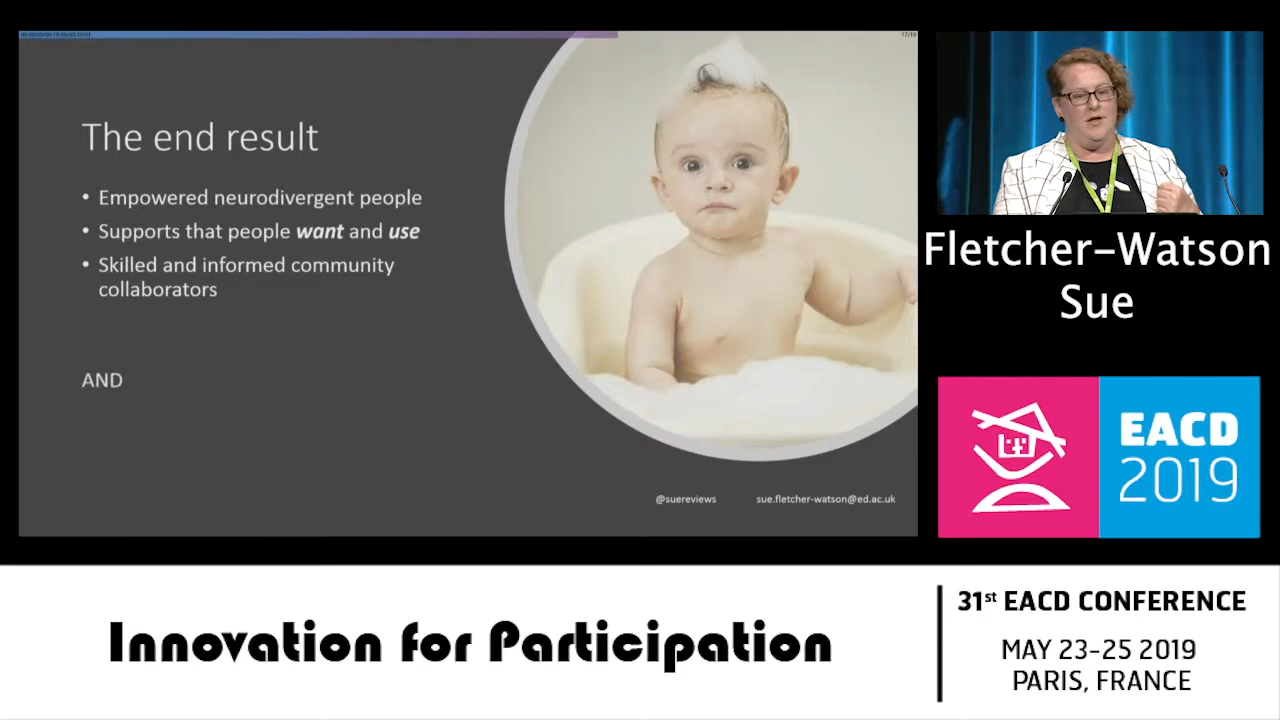 17/19
The end result
• Empowered neurodivergent people
• Supports that people want and use
• Skilled and informed community
collaborators
AND
@suereviews sue.fletcher-watson@ed.ac.uk
Fletcher-Watson
Sue
EACD
2019
Innovation for Participation
31st EACD CONFERENCE
MAY 23-25 2019
PARIS, FRANCE